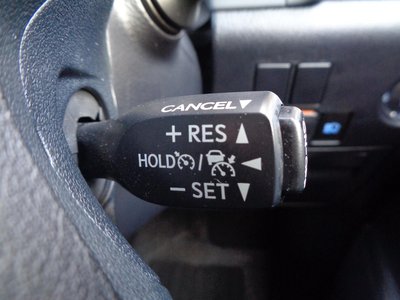 CANCEL ▼
+ RES ▲
HOLD / ◀
− SET ▼